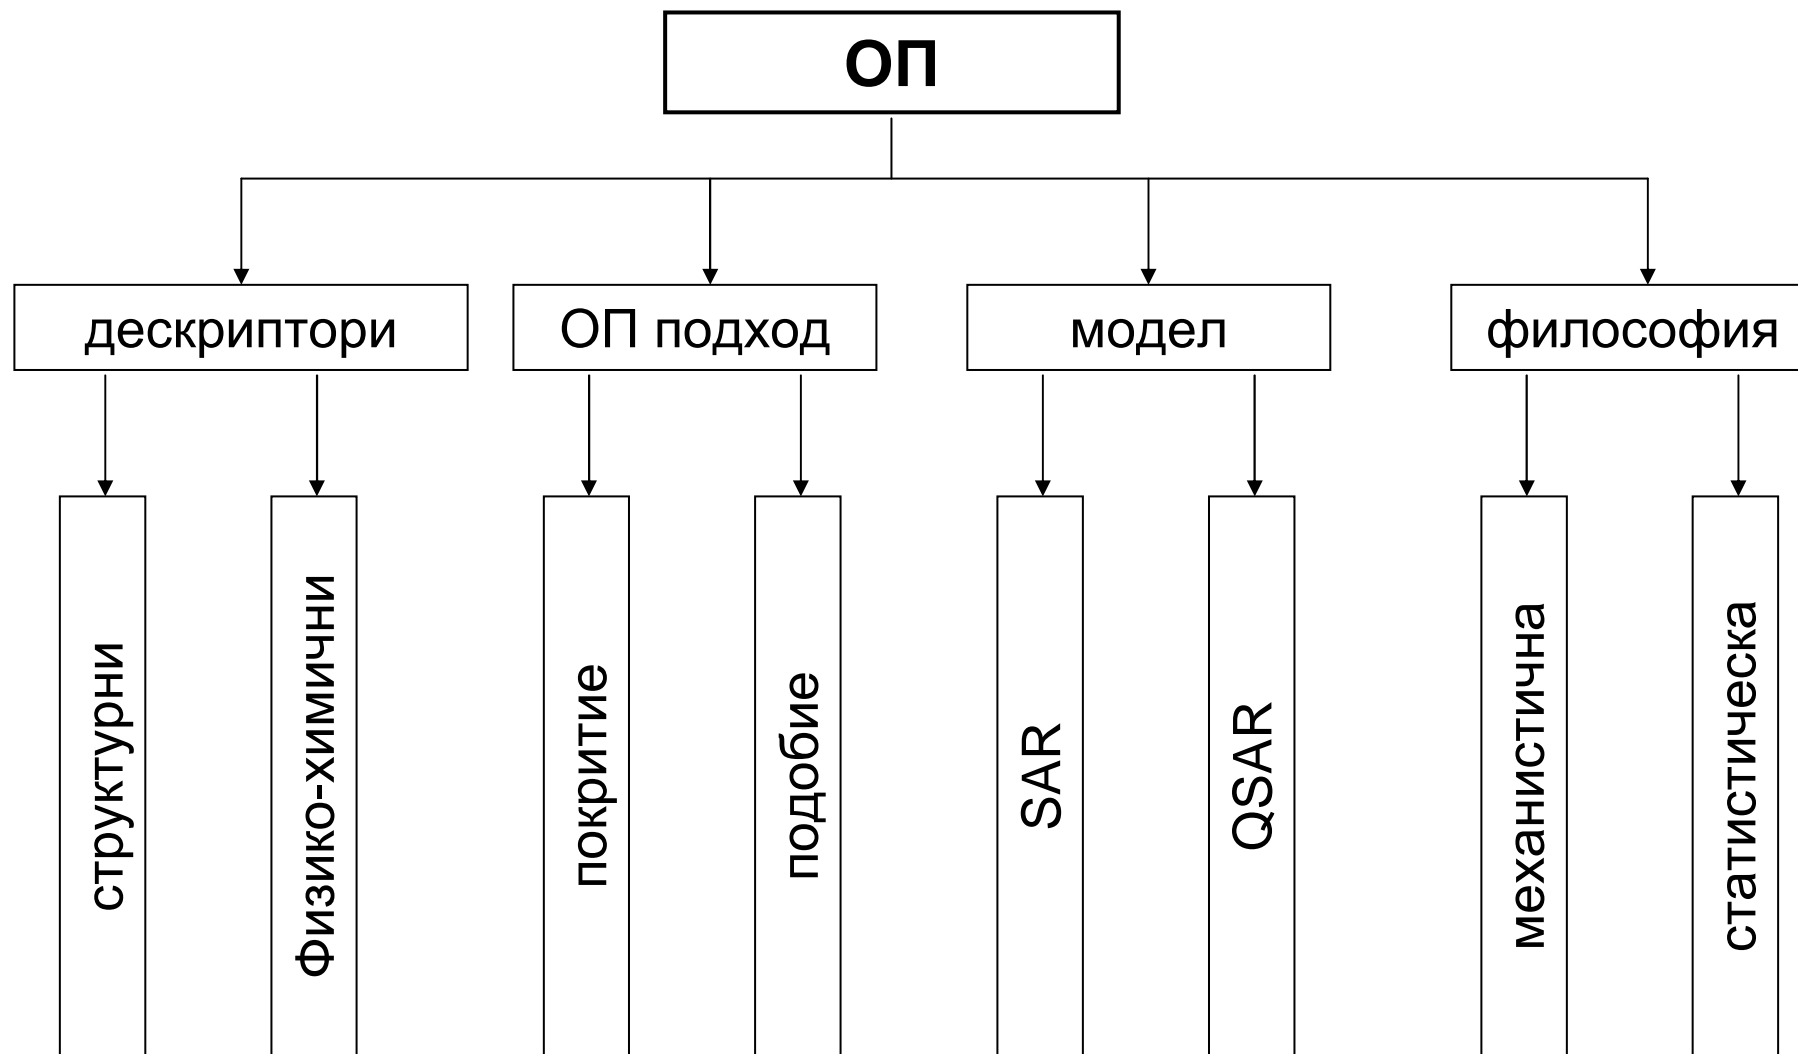 ОП
дескриптори
ОП подход
модел
философия
структурни
Физико-химични
покритие
подобие
SAR
QSAR
механистична
статистическа